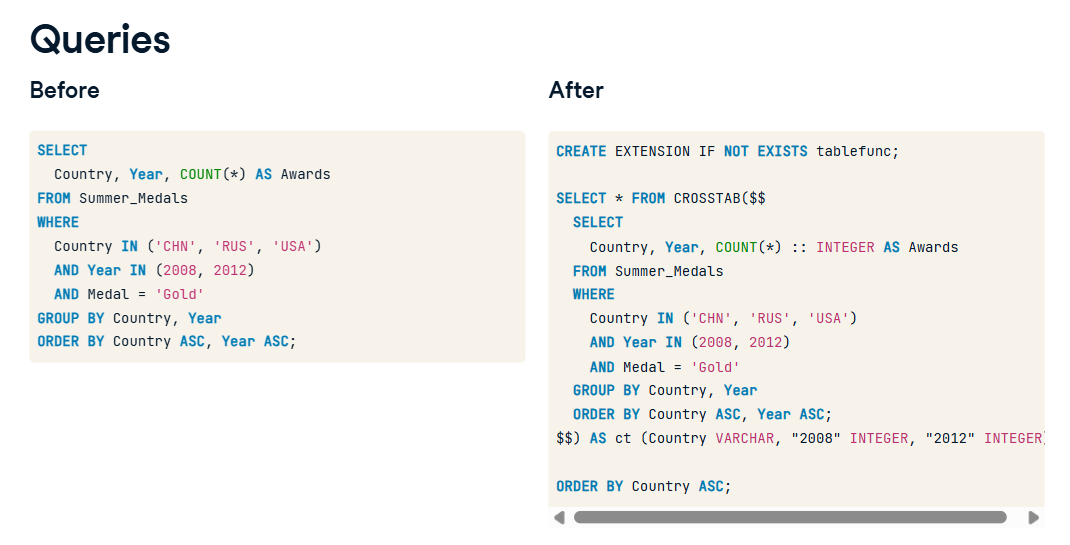 Queries
Before
SELECT
  Country, Year, COUNT(*) AS Awards
FROM Summer_Medals
WHERE
  Country IN ('CHN', 'RUS', 'USA')
  AND Year IN (2008, 2012)
  AND Medal = 'Gold'
GROUP BY Country, Year
ORDER BY Country ASC, Year ASC;
After
CREATE EXTENSION IF NOT EXISTS tablefunc;
SELECT * FROM CROSSTAB($$
  SELECT
    Country, Year, COUNT(*) :: INTEGER AS Awards
  FROM Summer_Medals
  WHERE
    Country IN ('CHN', 'RUS', 'USA')
    AND Year IN (2008, 2012)
    AND Medal = 'Gold'
  GROUP BY Country, Year
  ORDER BY Country ASC, Year ASC;
$$) AS ct (Country VARCHAR, "2008" INTEGER, "2012" INTEGER)
ORDER BY Country ASC;